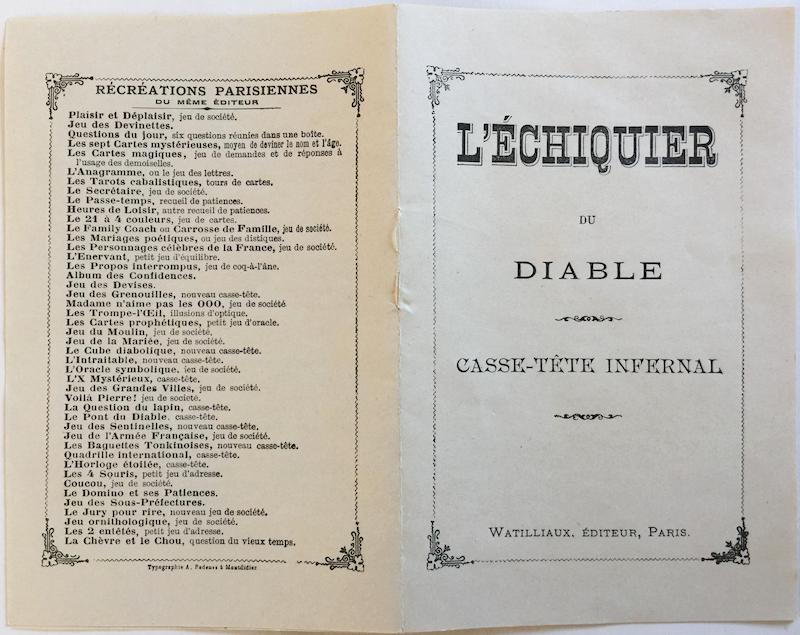 RÉCRÉATIONS PARISIENNES
DU MÊME ÉDITEUR
Plaisir et Déplaisir, jeu de société.
Jeu des Devinettes.
Questions du jour, six questions réunies dans une boîte.
Les sept Cartes mystérieuses, moyen de deviner le nom et l'âge.
Les Cartes magiques, jeu de demandes et de réponses à
l'usage des demoiselles.
L'Anagramme, ou le jeu des lettres.
Les Tarots cabalistiques, tours de cartes.
Le Secrétaire, jeu de société.
Le Passe-temps, recueil de patiences.
Heures de Loisir, autre recueil de patiences.
Le 21 à 4 couleurs, jeu de cartes.
Le Family Coach ou Carrosse de Famille, jeu de société.
Les Mariages poétiques, ou jeu des distiques.
Les Personnages célèbres de la France, jeu de société.
L'Enervant, petit jeu d'équilibre.
Les Propos interrompus, jeu de coq-à-l'âne.
Album des Confidences.
Jeu des Devises.
Jeu des Grenouilles, nouveau casse-tête.
Madame n'aime pas les OOO, jeu de société
Les Trompe-l'Œil, illusions d'optique.
Les Cartes prophétiques, petit jeu d'oracle.
Jeu du Moulin, jeu de société.
Jeu de la Mariée, jeu de société.
Le Cube diabolique, nouveau casse-tête.
L'Intraitable, nouveau casse-tête.
L'Oracle symbolique, jeu de société.
L'X Mystérieux, casse-tête.
Jeu des Grandes Villes, jeu de société.
Voilà Pierre! jeu de société.
La Question du lapin, casse-tête.
Le Pont du Diable, casse-tête.
Jeu des Sentinelles, nouveau casse-tête.
Jeu de l'Armée Française, jeu de société.
Les Baguettes Tonkinoises, nouveau casse-tête.
Quadrille international, casse-tête.
L'Horloge étoilée, casse-tête.
Les 4 Souris, petit jeu d'adresse.
Coucou, jeu de société.
Le Domino et ses Patiences.
Jeu des Sous-Préfectures.
Le Jury pour rire, nouveau jeu de société.
Jeu ornithologique, jeu de société.
Les 2 entêtés, petit jeu d'adresse.
La Chèvre et le Chou, question du vieux temps.
Typographie A. Radenez à Montdidier
L'ÉCHIQUIER
DU
DIABLE
CASSE-TÊTE INFERNAL
WATILLIAUX, ÉDITEUR, PARIS.